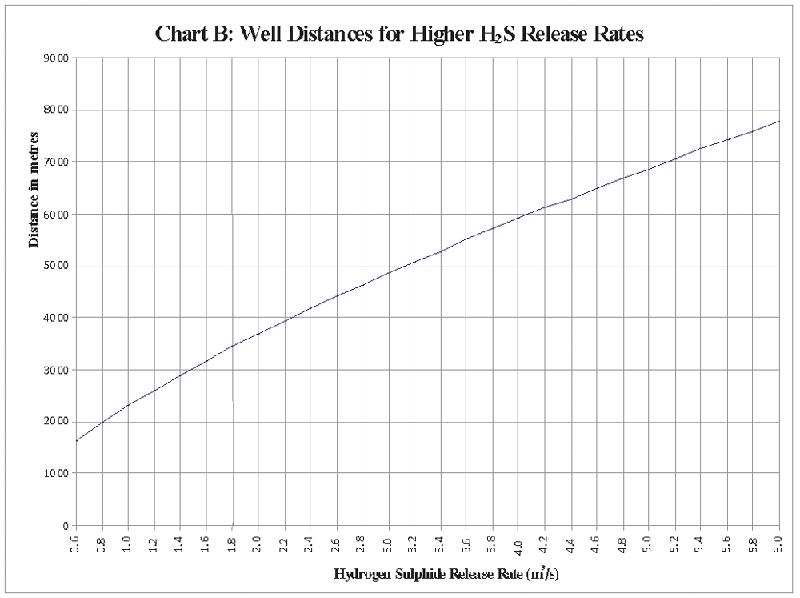 Chart B: Well Distances for Higher H₂S Release Rates
Distance in metres
9000
8000
7000
6000
5000
4000
3000
2000
1000
0
0.6 0.8 1.0 1.2 1.4 1.6 1.8 2.0 2.2 2.4 2.6 2.8 3.0 3.2 3.4 3.6 3.8 4.0 4.2 4.4 4.6 4.8 5.0 5.2 5.4 5.6 5.8 6.0
Hydrogen Sulphide Release Rate (m³/s)